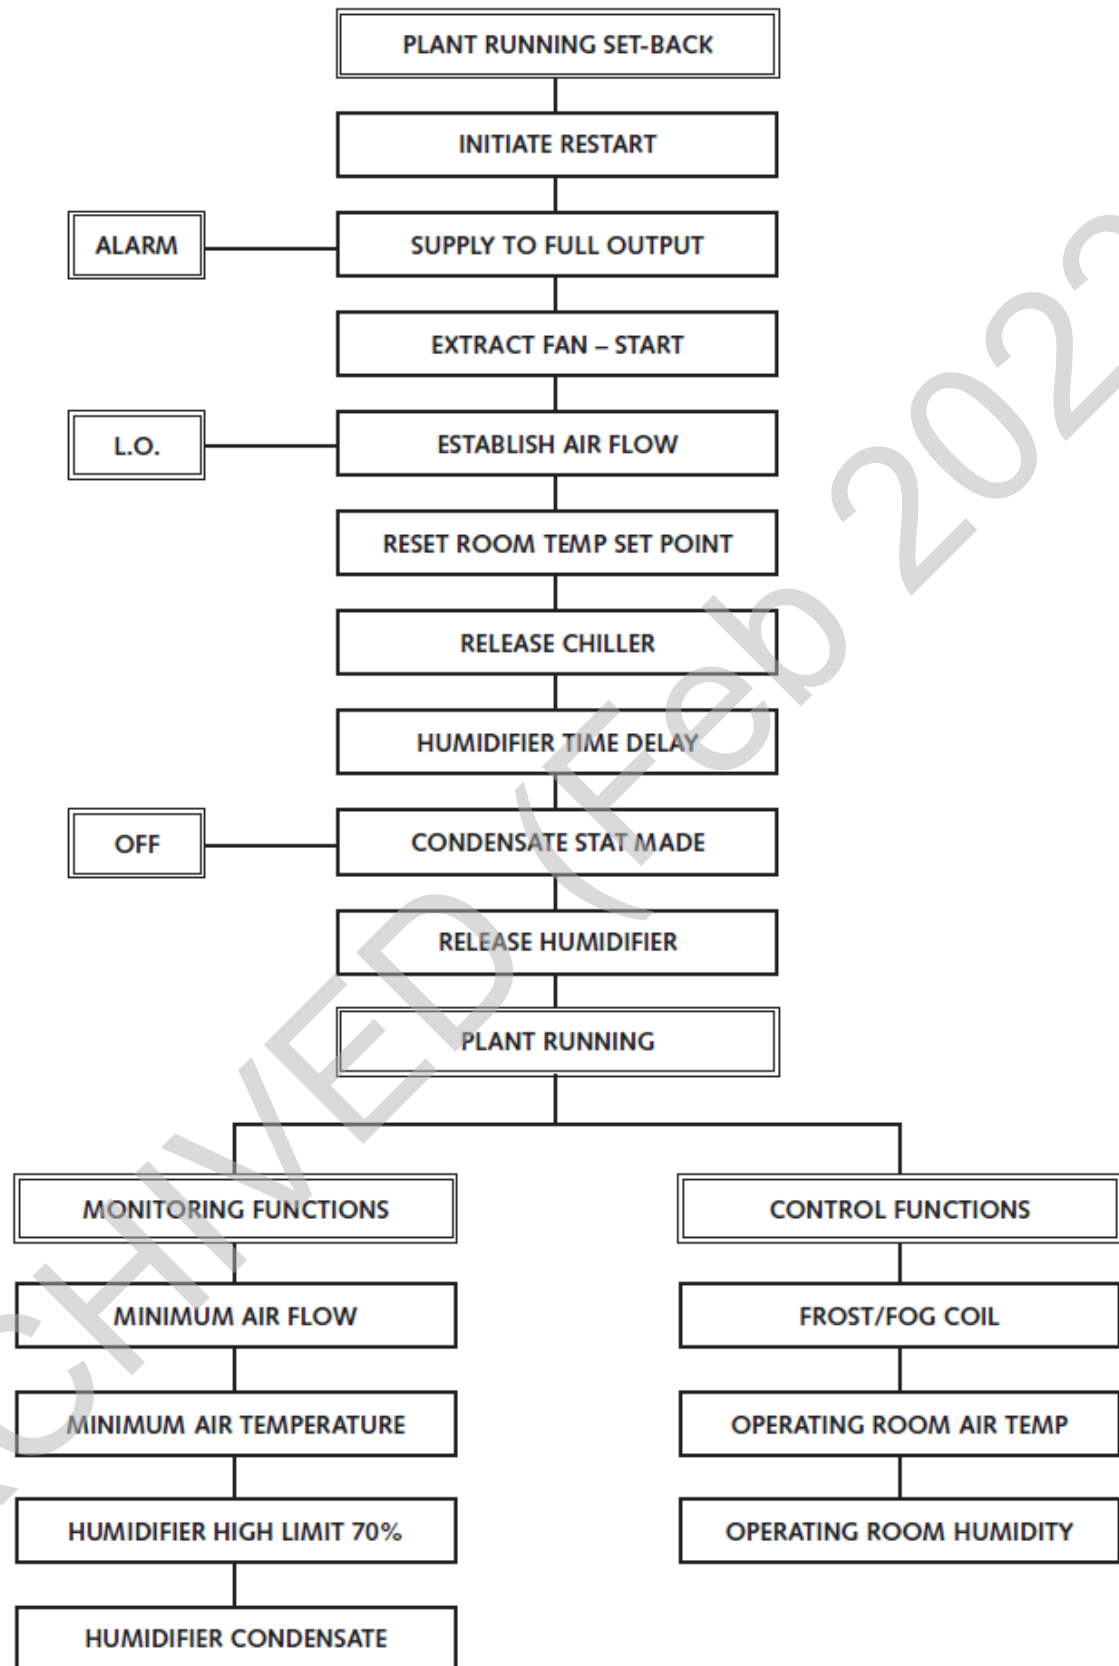 PLANT RUNNING SET-BACK
INITIATE RESTART
ALARM
SUPPLY TO FULL OUTPUT
EXTRACT FAN – START
L.O.
ESTABLISH AIR FLOW
RESET ROOM TEMP SET POINT
RELEASE CHILLER
HUMIDIFIER TIME DELAY
OFF
CONDENSATE STAT MADE
RELEASE HUMIDIFIER
PLANT RUNNING
MONITORING FUNCTIONS
CONTROL FUNCTIONS
MINIMUM AIR FLOW
FROST/FOG COIL
MINIMUM AIR TEMPERATURE
OPERATING ROOM AIR TEMP
HUMIDIFIER HIGH LIMIT 70%
OPERATING ROOM HUMIDITY
HUMIDIFIER CONDENSATE
CHIVED (Feb 202